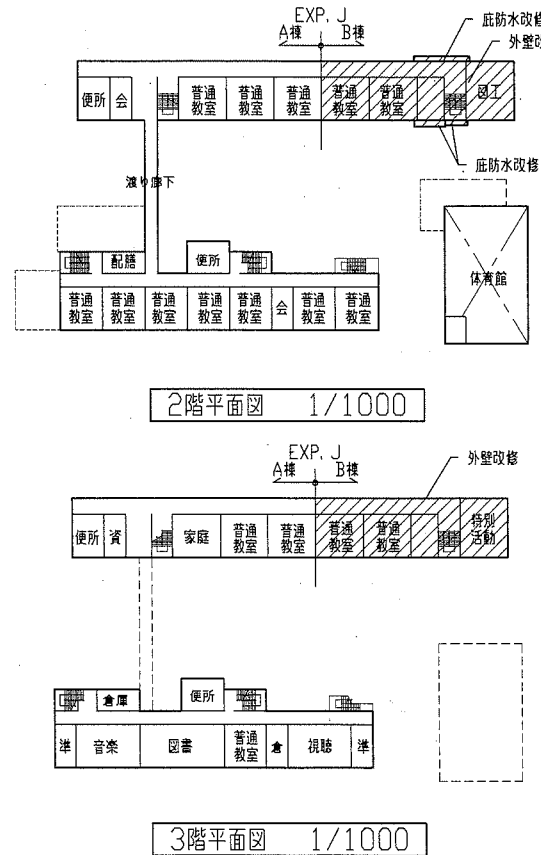 EXP, J
A棟 B棟
庇防水改修
外壁改
便所 会 普通教室 普通教室 普通教室 普通教室 普通教室 図工
庇防水改修
渡り廊下
配膳 便所
体育館
普通教室 普通教室 普通教室 普通教室 普通教室 会 普通教室 普通教室
2階平面図 1/1000
EXP, J
A棟 B棟
外壁改修
便所 資 家庭 普通教室 普通教室 普通教室 普通教室 特別活動
倉庫 便所
準 音楽 図書 普通教室 倉 視聴 準
3階平面図 1/1000